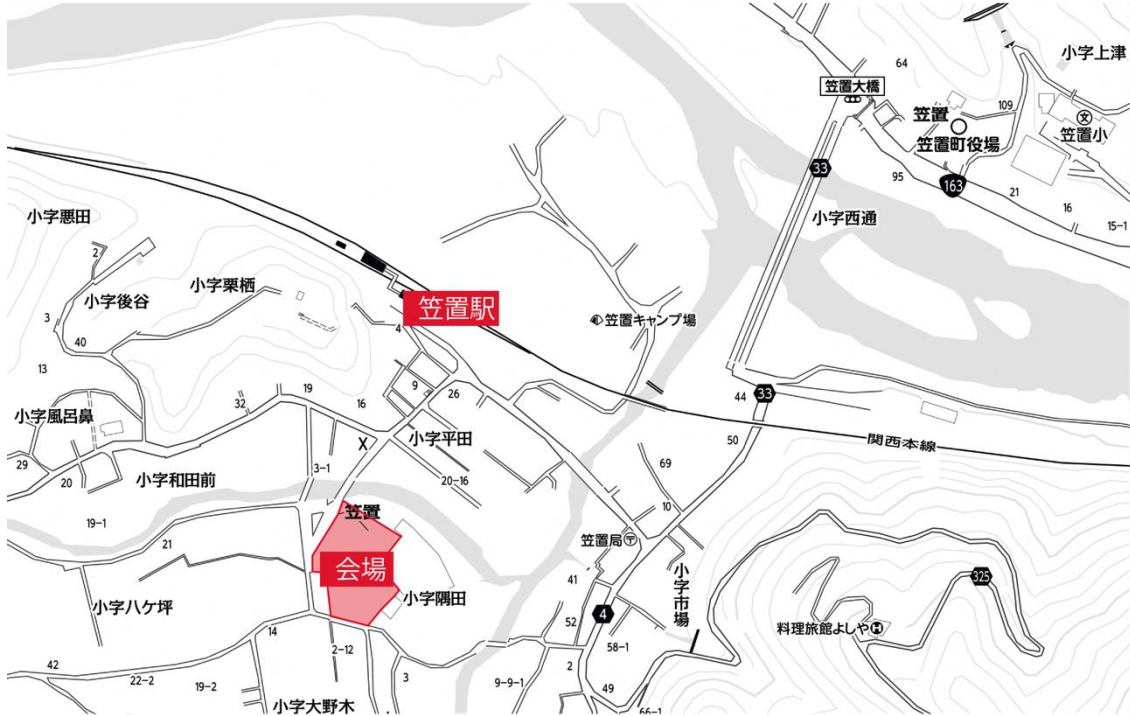 小字上津
64
笠置大橋
109
笠置
文
笠置町役場
笠置小
33
95
163
21
16
15-1
小字西通
小字悪田
2
小字栗栖
小字後谷
笠置駅
笠置キャンプ場
3
4
40
13
19
9
26
44
33
32
16
小字風呂鼻
小字平田
50
関西本線
X
29
20
3-1
69
小字和田前
20-16
19-1
10
笠置
21
笠置局〒
会場
41
小字市場
325
小字隅田
小字八ケ坪
4
52
14
料理旅館よしやH
42
2-12
58-1
22-2
3
2
19-2
9-9-1
49
小字大野木
66-1